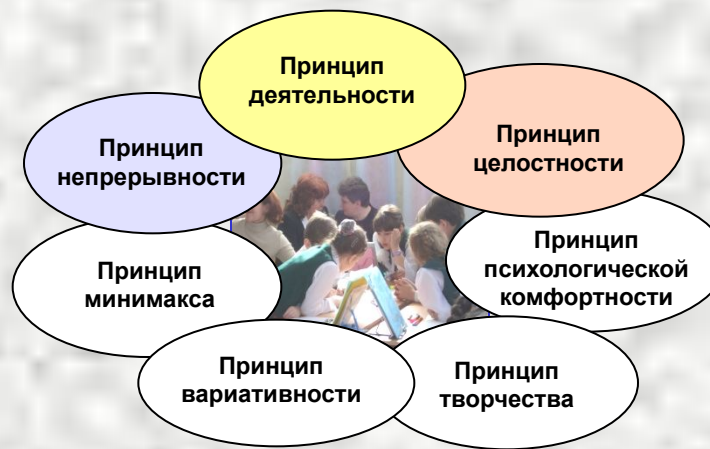 Принцип
деятельности
Принцип
целостности
Принцип
непрерывности
Принцип
психологической
комфортности
Принцип
минимакса
Принцип
вариативности
Принцип
творчества